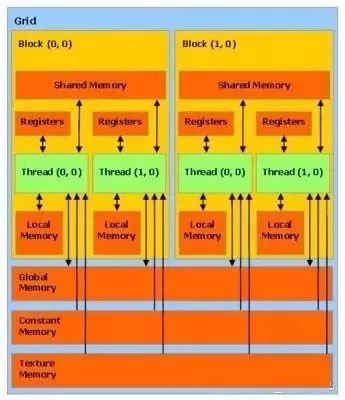 Grid
Block (0, 0)
Block (1, 0)
Shared Memory
Shared Memory
Registers
Registers
Registers
Registers
Thread (0, 0)
Thread (1, 0)
Thread (0, 0)
Thread (1, 0)
Local
Memory
Local
Memory
Local
Memory
Local
Memory
Global
Memory
Constant
Memory
Texture
Memory